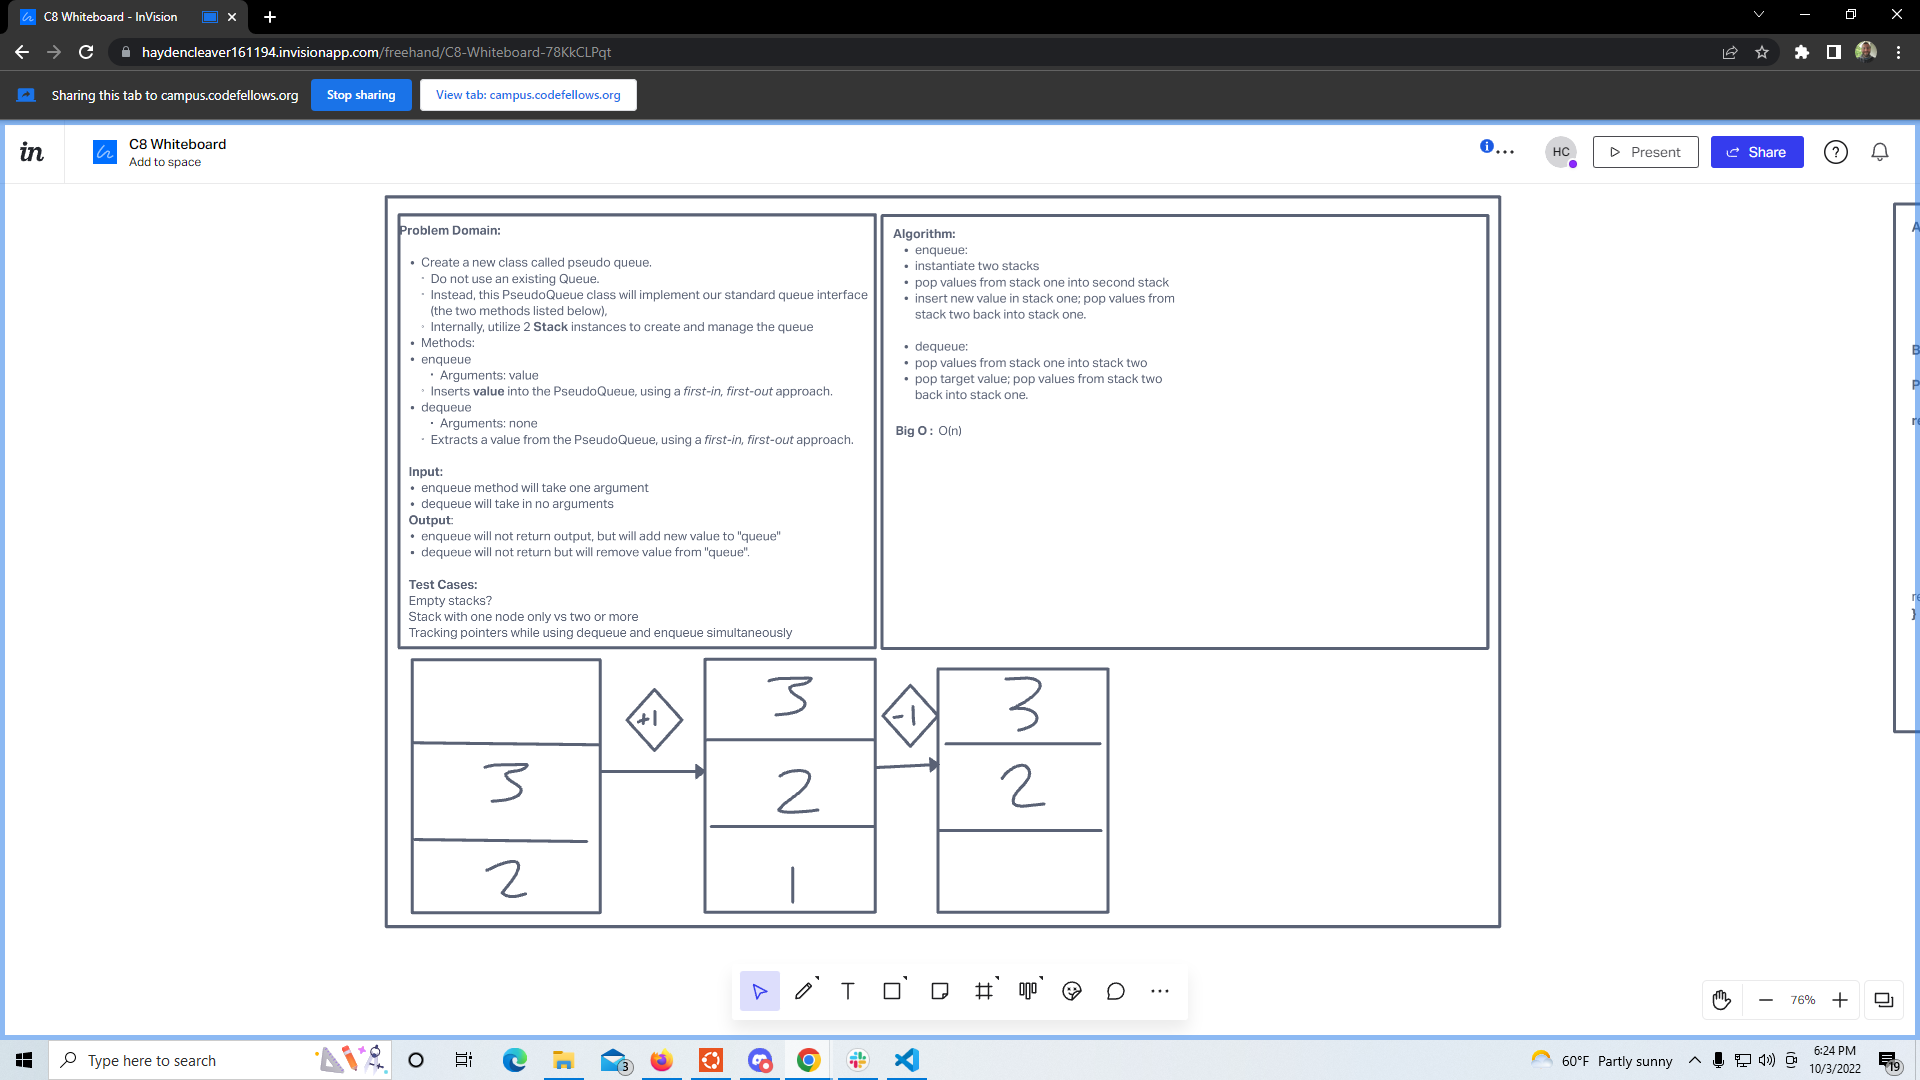 C8 Whiteboard - InVision
haydencleaver161194.invisionapp.com/freehand/C8-Whiteboard-78KkCLPqt
Sharing this tab to campus.codefellows.org
Stop sharing
View tab: campus.codefellows.org
in
C8 Whiteboard
Add to space
HC
Present
Share
Problem Domain:
• Create a new class called pseudo queue.
· Do not use an existing Queue.
· Instead, this PseudoQueue class will implement our standard queue interface
(the two methods listed below),
· Internally, utilize 2 Stack instances to create and manage the queue
• Methods:
• enqueue
• Arguments: value
· Inserts value into the PseudoQueue, using a first-in, first-out approach.
• dequeue
• Arguments: none
· Extracts a value from the PseudoQueue, using a first-in, first-out approach.
Input:
• enqueue method will take one argument
• dequeue will take in no arguments
Output:
• enqueue will not return output, but will add new value to "queue"
• dequeue will not return but will remove value from "queue".
Test Cases:
Empty stacks?
Stack with one node only vs two or more
Tracking pointers while using dequeue and enqueue simultaneously
Algorithm:
• enqueue:
• instantiate two stacks
• pop values from stack one into second stack
• insert new value in stack one; pop values from
stack two back into stack one.
• dequeue:
• pop values from stack one into stack two
• pop target value; pop values from stack two
back into stack one.
Big O : O(n)
3
2
+1
3
2
1
-1
3
2
A
B
P
re
re
}
T
76%
Type here to search
3
60°F Partly sunny
6:24 PM
10/3/2022
19